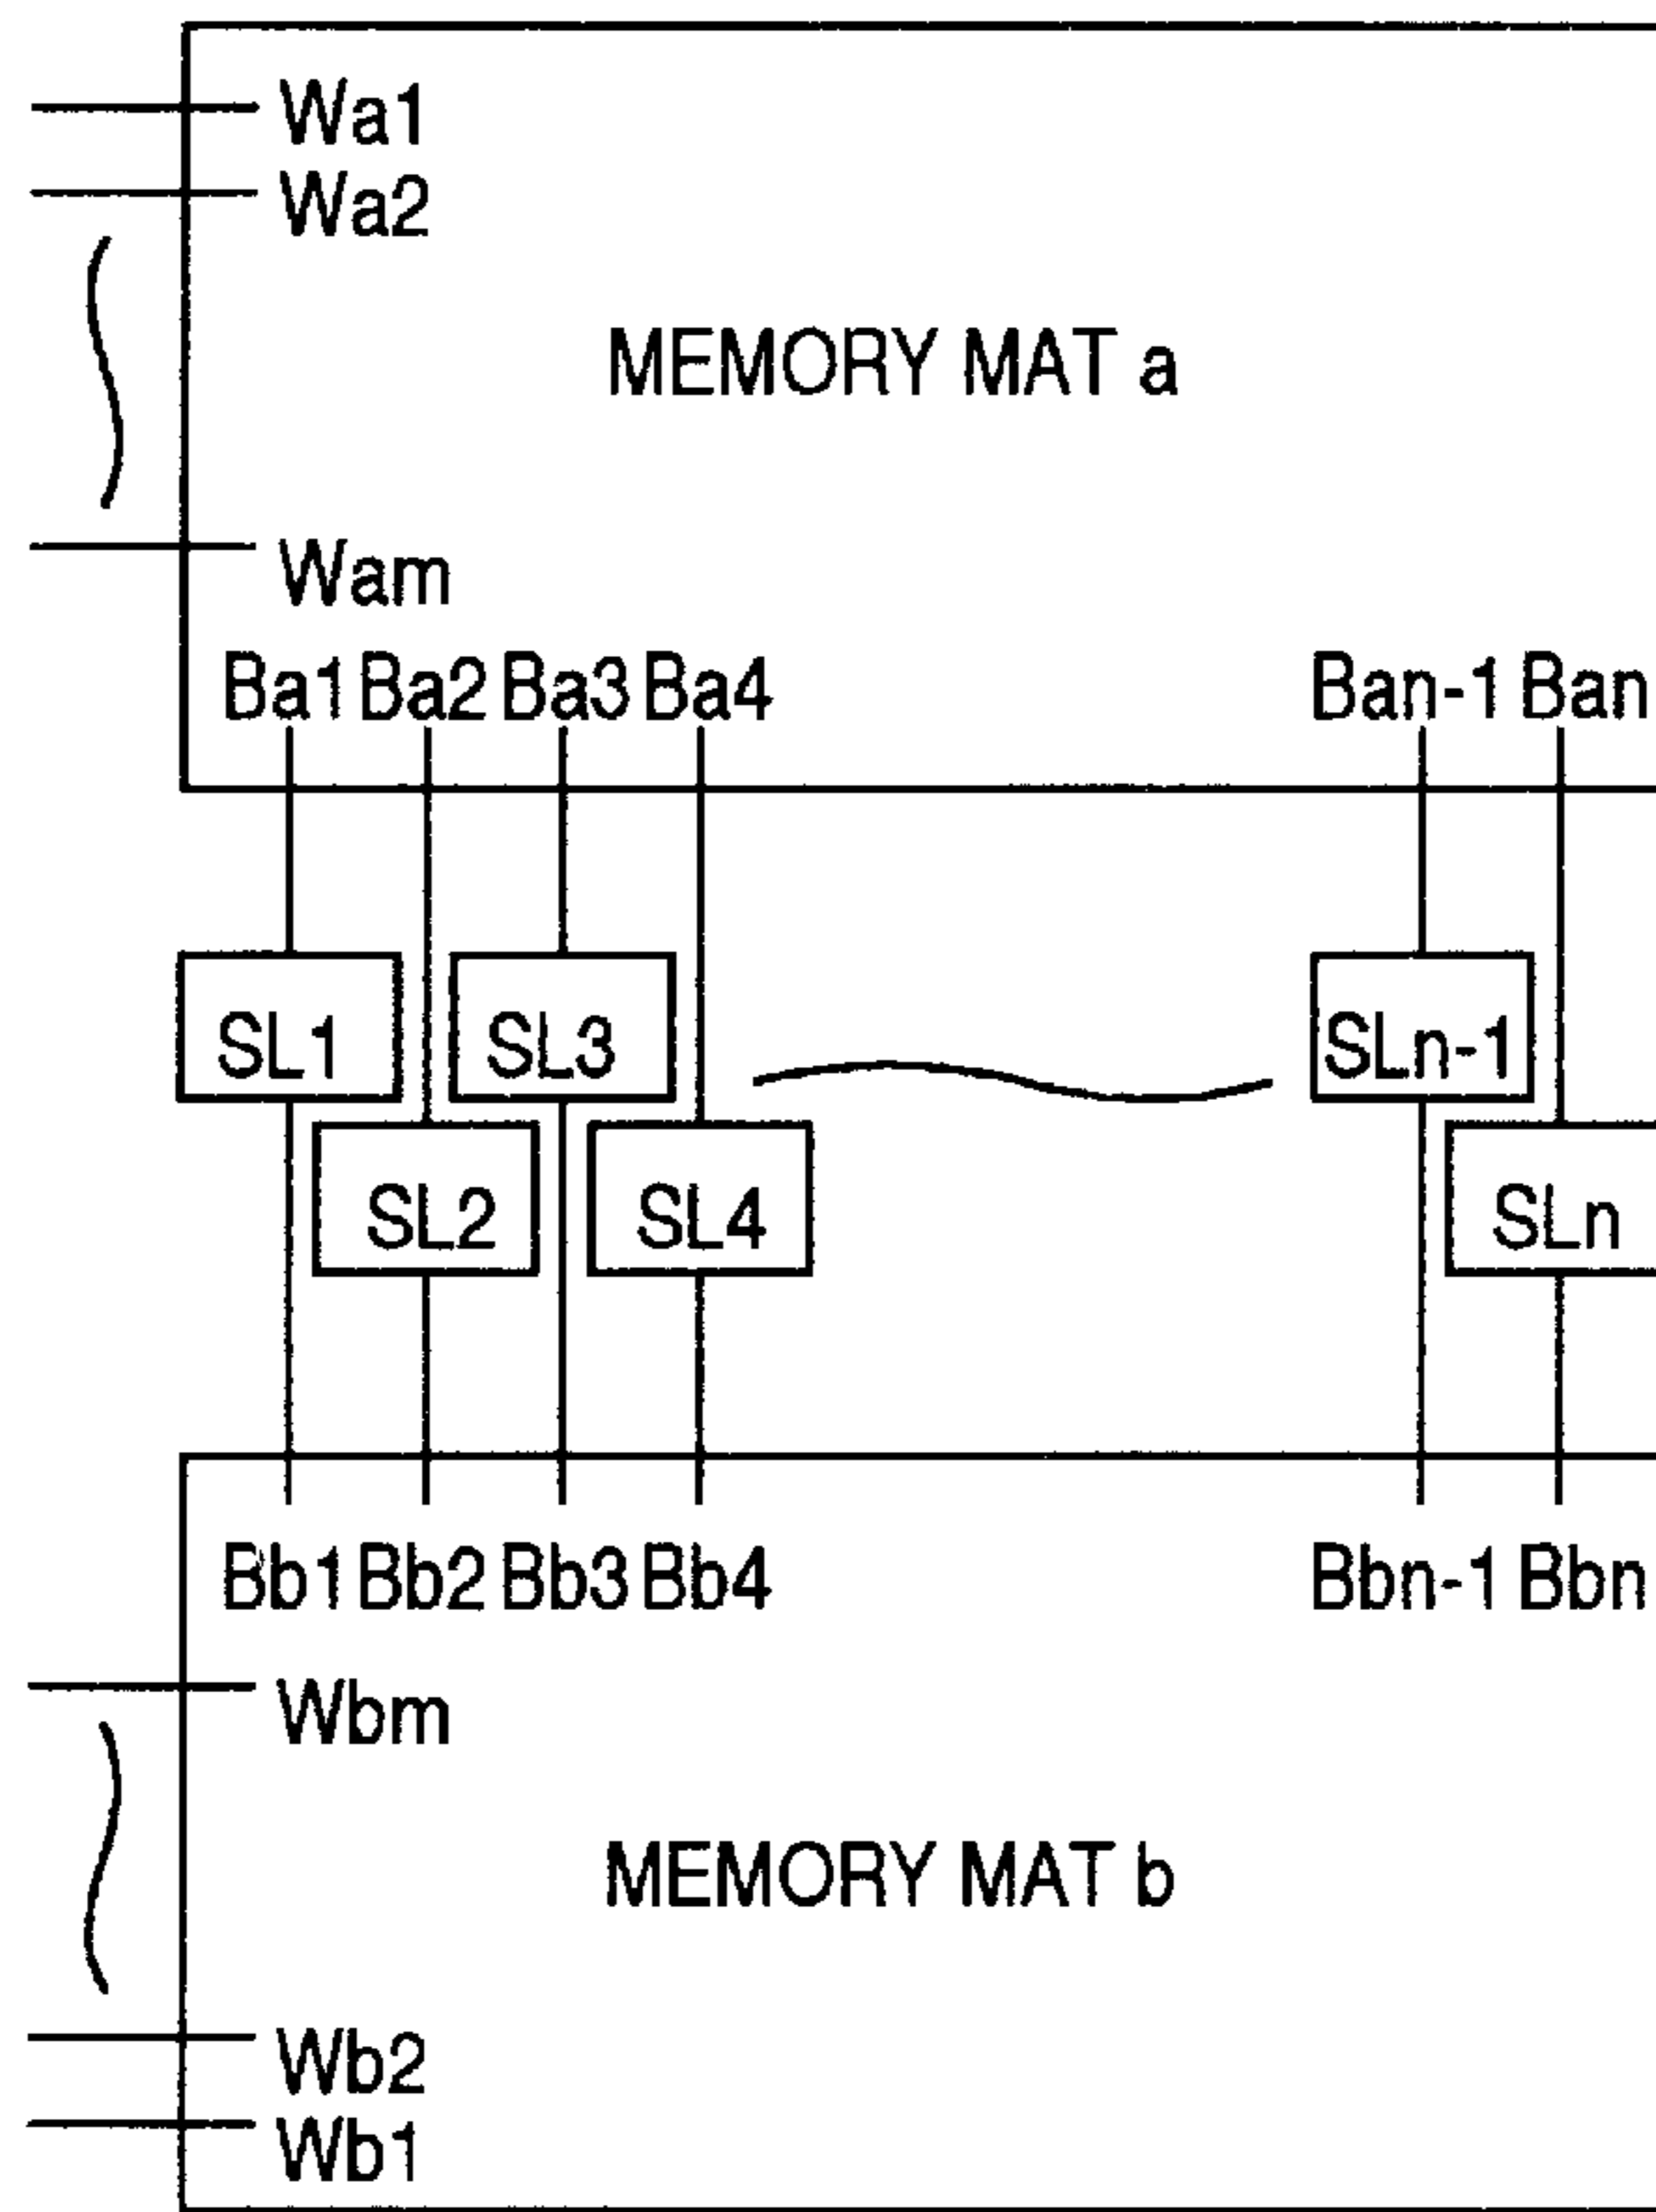 Wa1
Wa2
MEMORY MAT a
Wam
Ba1 Ba2 Ba3 Ba4 Ban-1 Ban
SL1 SL3 SLn-1
SL2 SL4 SLn
Bb1 Bb2 Bb3 Bb4 Bbn-1 Bbn
Wbm
MEMORY MAT b
Wb2
Wb1